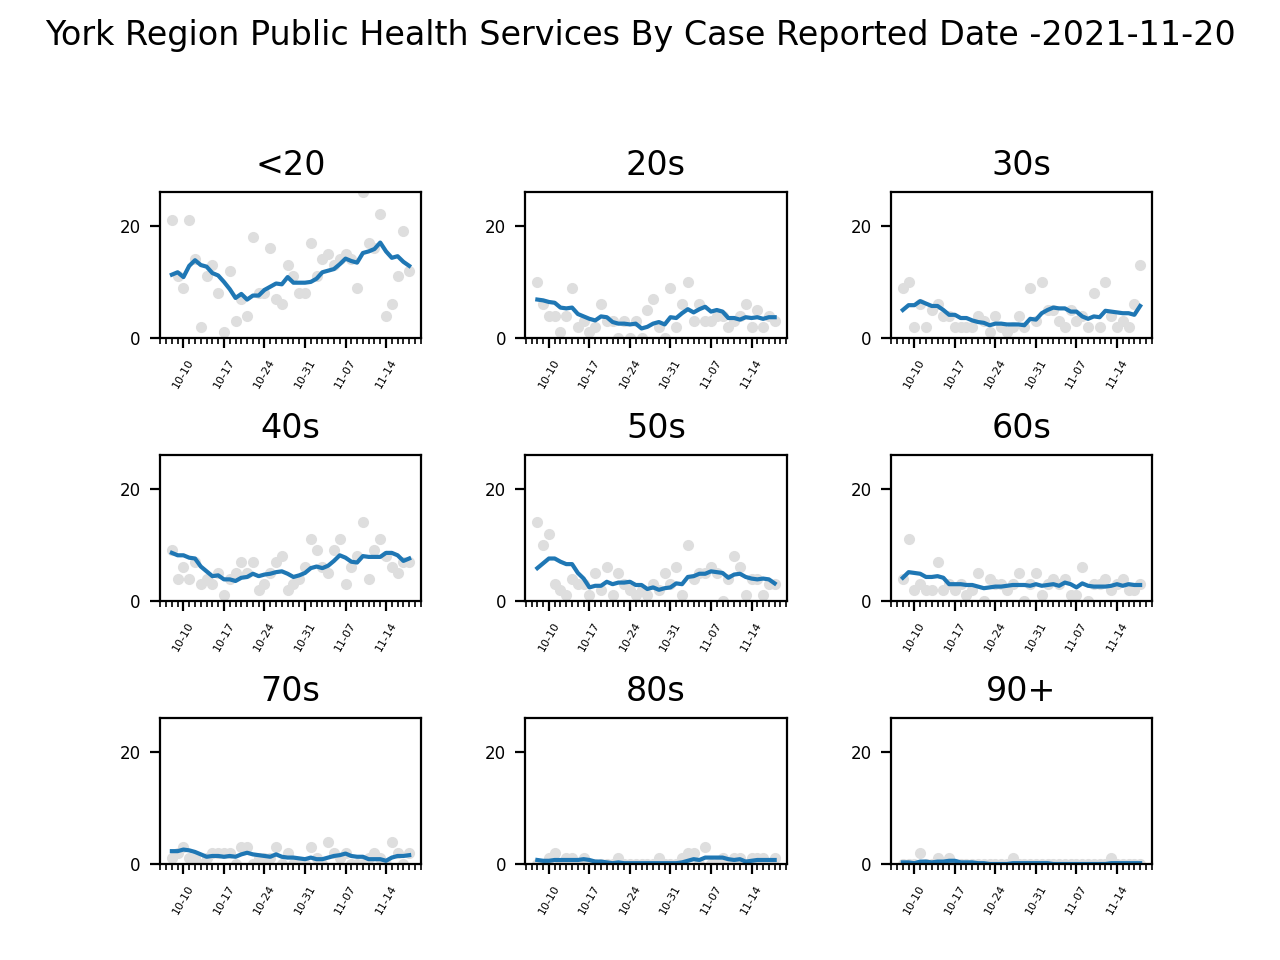 York Region Public Health Services By Case Reported Date -2021-11-20
<20 20s 30s
20 20 20
0 0 0
10-10 10-17 10-24 10-31 11-07 11-14 10-10 10-17 10-24 10-31 11-07 11-14 10-10 10-17 10-24 10-31 11-07 11-14
40s 50s 60s
20 20 20
0 0 0
10-10 10-17 10-24 10-31 11-07 11-14 10-10 10-17 10-24 10-31 11-07 11-14 10-10 10-17 10-24 10-31 11-07 11-14
70s 80s 90+
20 20 20
0 0 0
10-10 10-17 10-24 10-31 11-07 11-14 10-10 10-17 10-24 10-31 11-07 11-14 10-10 10-17 10-24 10-31 11-07 11-14